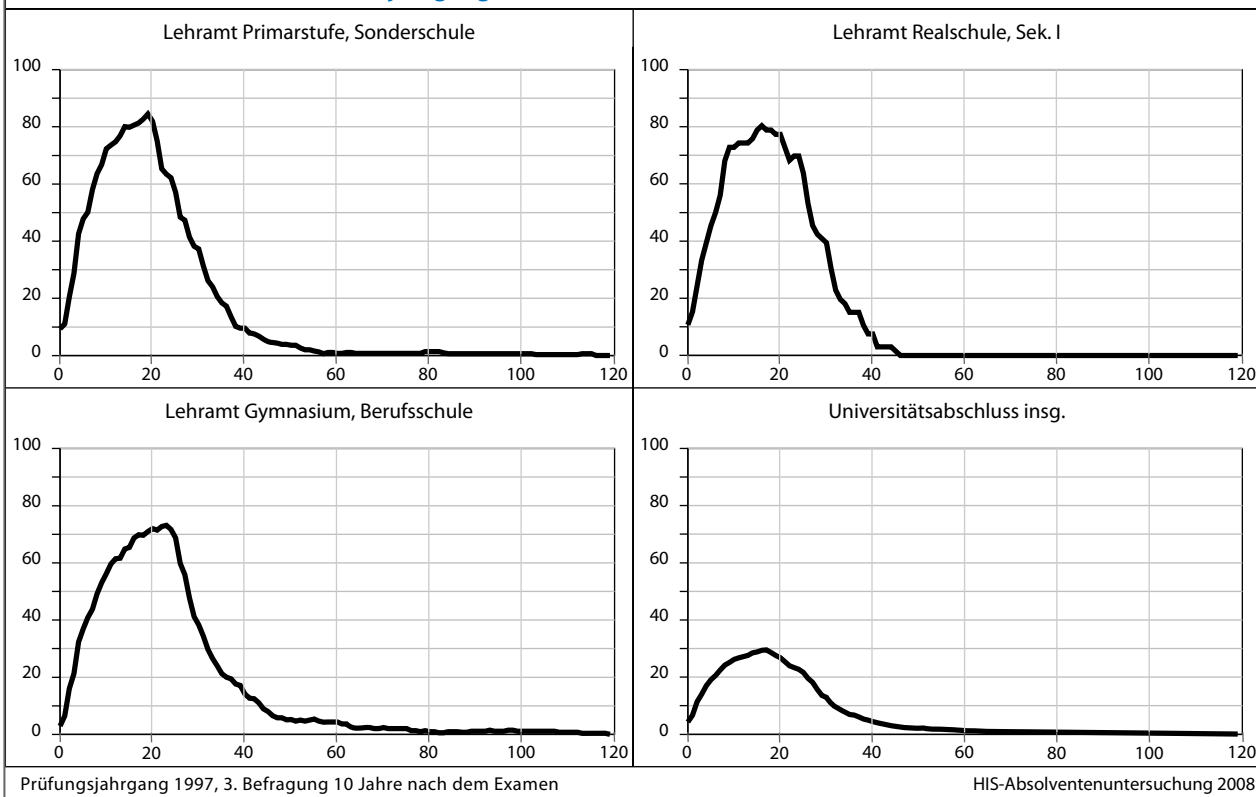 Lehramt Primarstufe, Sonderschule
100
80
60
40
20
0
0 20 40 60 80 100 120
Lehramt Realschule, Sek. I
100
80
60
40
20
0
0 20 40 60 80 100 120
Lehramt Gymnasium, Berufsschule
100
80
60
40
20
0
0 20 40 60 80 100 120
Universitätsabschluss insg.
100
80
60
40
20
0
0 20 40 60 80 100 120
Prüfungsjahrgang 1997, 3. Befragung 10 Jahre nach dem Examen
HIS-Absolventenuntersuchung 2008